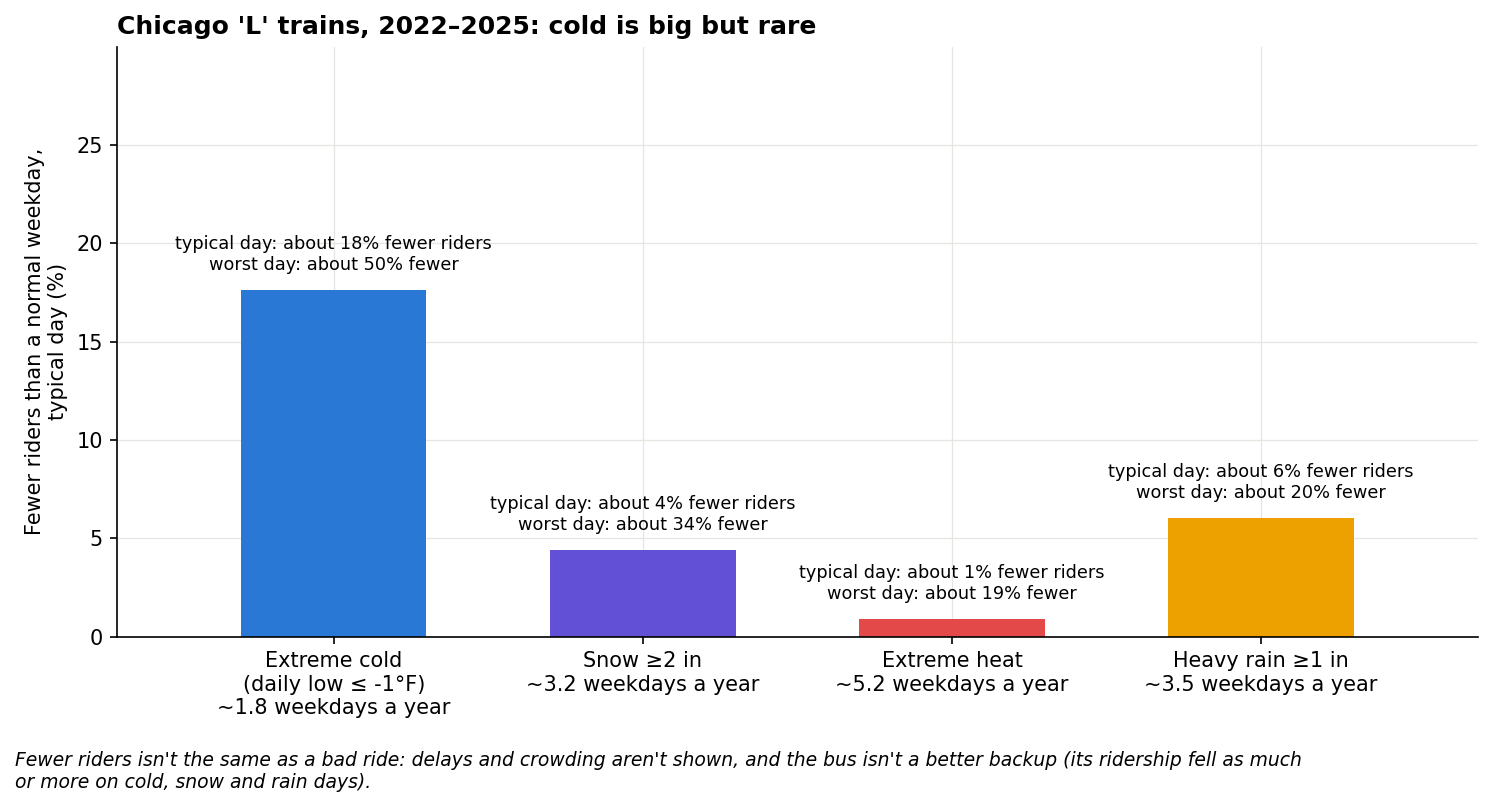 Chicago 'L' trains, 2022–2025: cold is big but rare
Fewer riders than a normal weekday,
typical day (%)
25
20
15
10
5
0
typical day: about 18% fewer riders
worst day: about 50% fewer
typical day: about 4% fewer riders
worst day: about 34% fewer
typical day: about 1% fewer riders
worst day: about 19% fewer
typical day: about 6% fewer riders
worst day: about 20% fewer
Extreme cold
(daily low ≤ -1°F)
~1.8 weekdays a year
Snow ≥2 in
~3.2 weekdays a year
Extreme heat
~5.2 weekdays a year
Heavy rain ≥1 in
~3.5 weekdays a year
Fewer riders isn't the same as a bad ride: delays and crowding aren't shown, and the bus isn't a better backup (its ridership fell as much
or more on cold, snow and rain days).